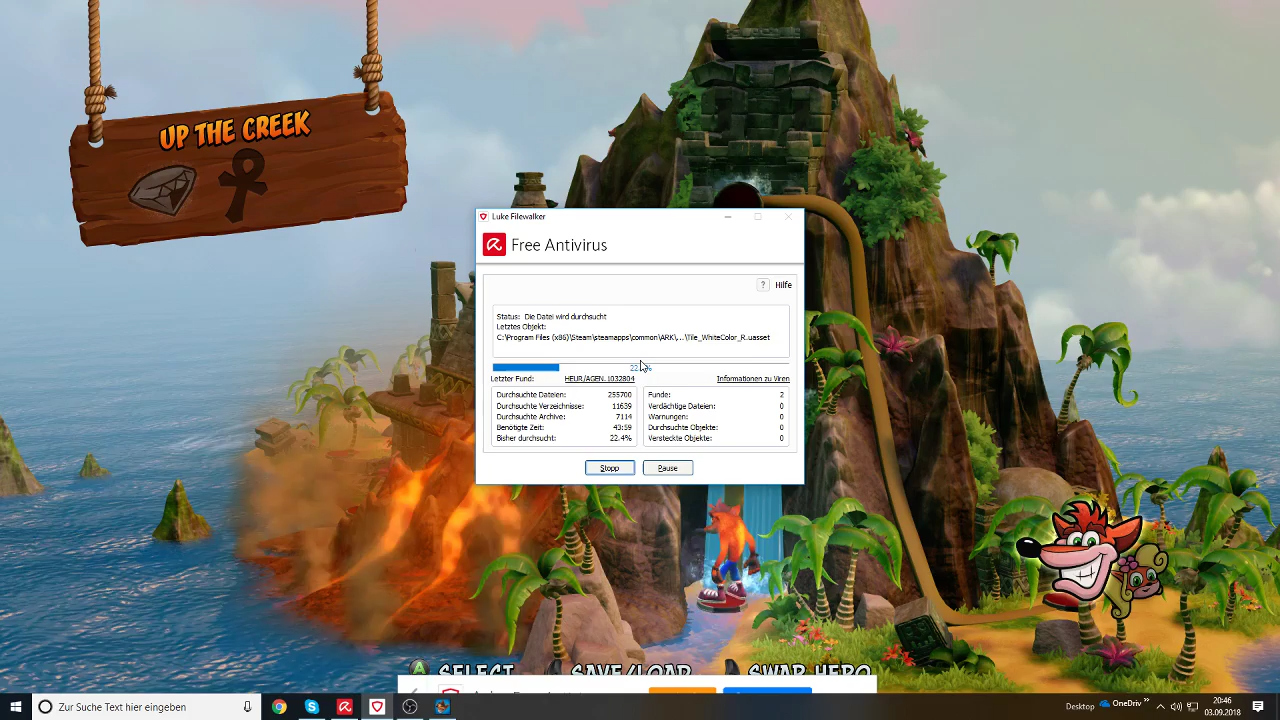 UP THE CREEK
Luke Filewalker
Free Antivirus
? Hilfe
Status: Die Datei wird durchsucht
Letztes Objekt:
C:\Program Files (x86)\Steam\steamapps\common\ARK\...\Tile_WhiteColor_R.uasset
Letzter Fund: HEUR/AGEN.1032804 Informationen zu Viren
Durchsuchte Dateien: 255700
Durchsuchte Verzeichnisse: 11639
Durchsuchte Archive: 7114
Benötigte Zeit: 43:59
Bisher durchsucht: 22.4%
Funde: 2
Verdächtige Dateien: 0
Warnungen: 0
Durchsuchte Objekte: 0
Versteckte Objekte: 0
Stopp Pause
A SELECT SAVE/LOAD SWAP HERO
Zur Suche Text hier eingeben
Desktop OneDriv »
20:46
03.09.2018